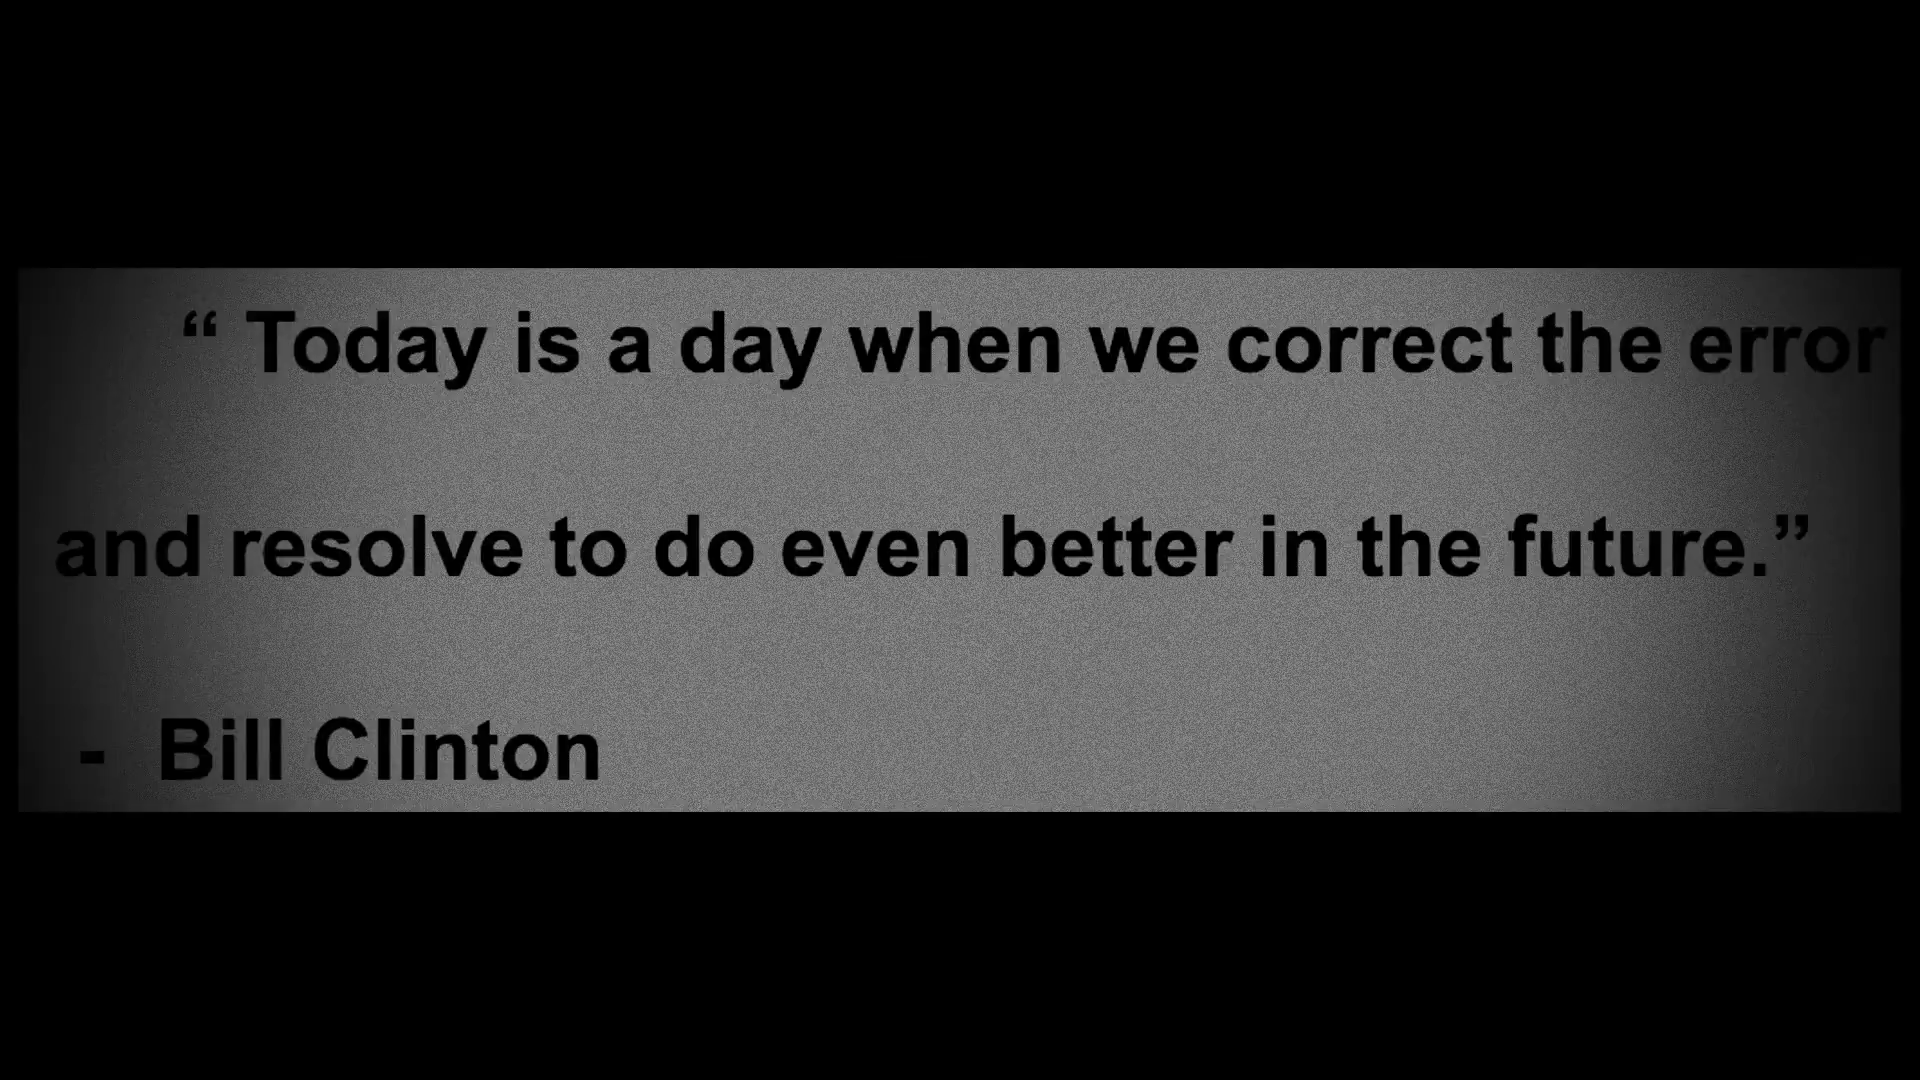 “ Today is a day when we correct the error
and resolve to do even better in the future.”
- Bill Clinton